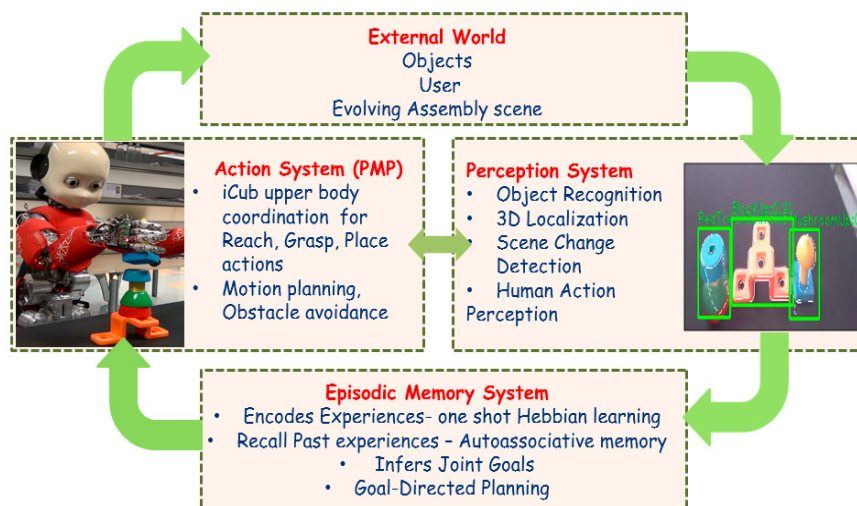 External World
Objects
User
Evolving Assembly scene
Action System (PMP)
• iCub upper body
coordination for
Reach, Grasp, Place
actions
• Motion planning,
Obstacle avoidance
Perception System
• Object Recognition
• 3D Localization
• Scene Change
Detection
• Human Action
Perception
Episodic Memory System
• Encodes Experiences- one shot Hebbian learning
• Recall Past experiences – Autoassociative memory
• Infers Joint Goals
• Goal-Directed Planning